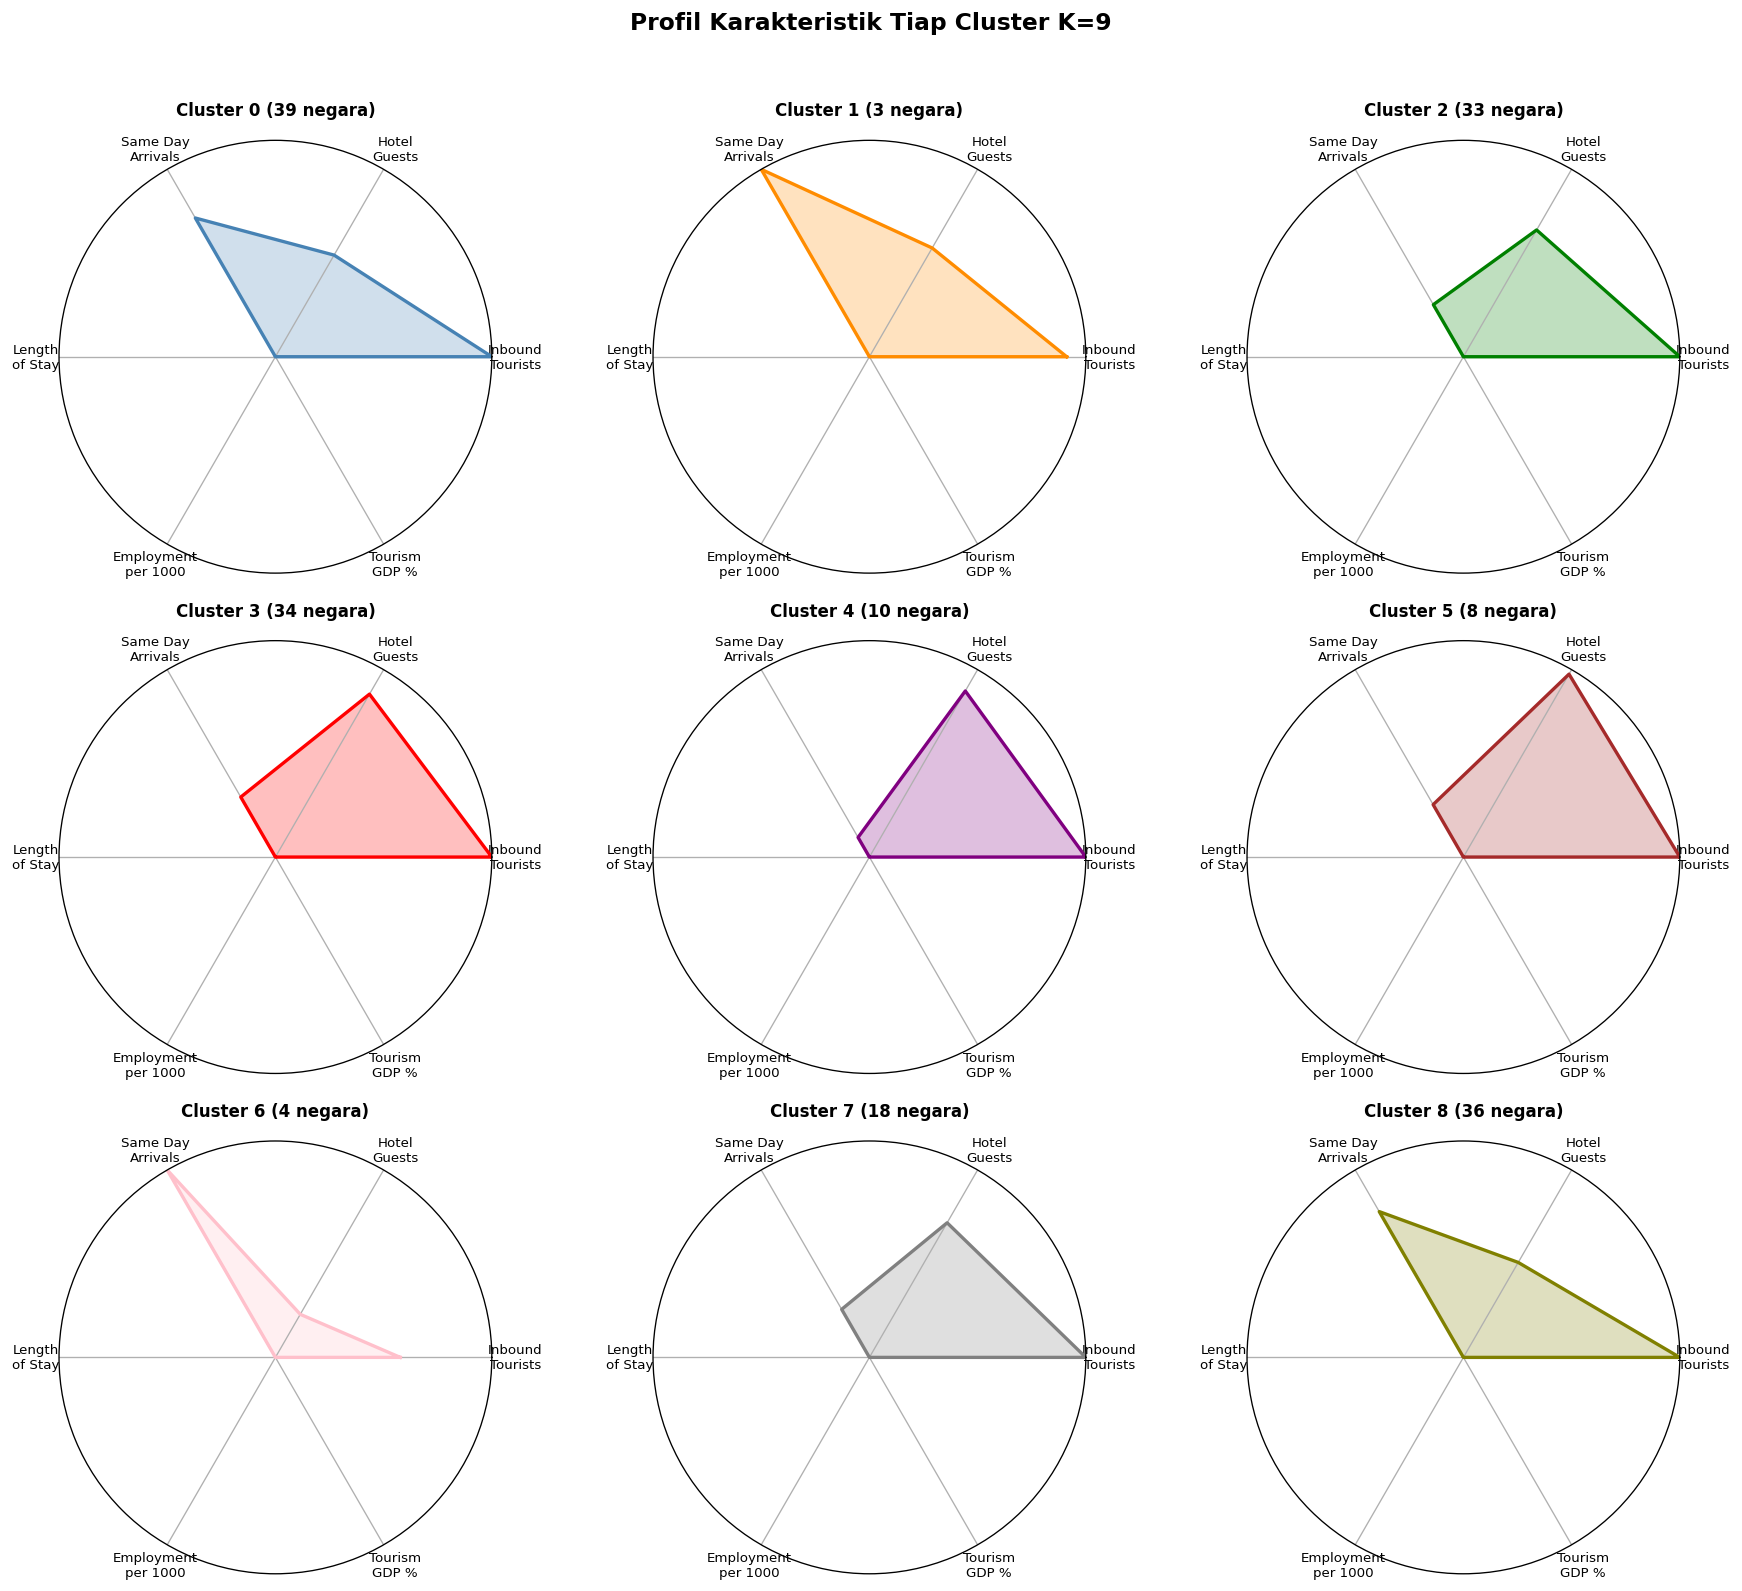 Profil Karakteristik Tiap Cluster K=9
Cluster 0 (39 negara)
Same Day
Arrivals
Hotel
Guests
Length
of Stay
Inbound
Tourists
Employment
per 1000
Tourism
GDP %
Cluster 1 (3 negara)
Same Day
Arrivals
Hotel
Guests
Length
of Stay
Inbound
Tourists
Employment
per 1000
Tourism
GDP %
Cluster 2 (33 negara)
Same Day
Arrivals
Hotel
Guests
Length
of Stay
Inbound
Tourists
Employment
per 1000
Tourism
GDP %
Cluster 3 (34 negara)
Same Day
Arrivals
Hotel
Guests
Length
of Stay
Inbound
Tourists
Employment
per 1000
Tourism
GDP %
Cluster 4 (10 negara)
Same Day
Arrivals
Hotel
Guests
Length
of Stay
Inbound
Tourists
Employment
per 1000
Tourism
GDP %
Cluster 5 (8 negara)
Same Day
Arrivals
Hotel
Guests
Length
of Stay
Inbound
Tourists
Employment
per 1000
Tourism
GDP %
Cluster 6 (4 negara)
Same Day
Arrivals
Hotel
Guests
Length
of Stay
Inbound
Tourists
Employment
per 1000
Tourism
GDP %
Cluster 7 (18 negara)
Same Day
Arrivals
Hotel
Guests
Length
of Stay
Inbound
Tourists
Employment
per 1000
Tourism
GDP %
Cluster 8 (36 negara)
Same Day
Arrivals
Hotel
Guests
Length
of Stay
Inbound
Tourists
Employment
per 1000
Tourism
GDP %